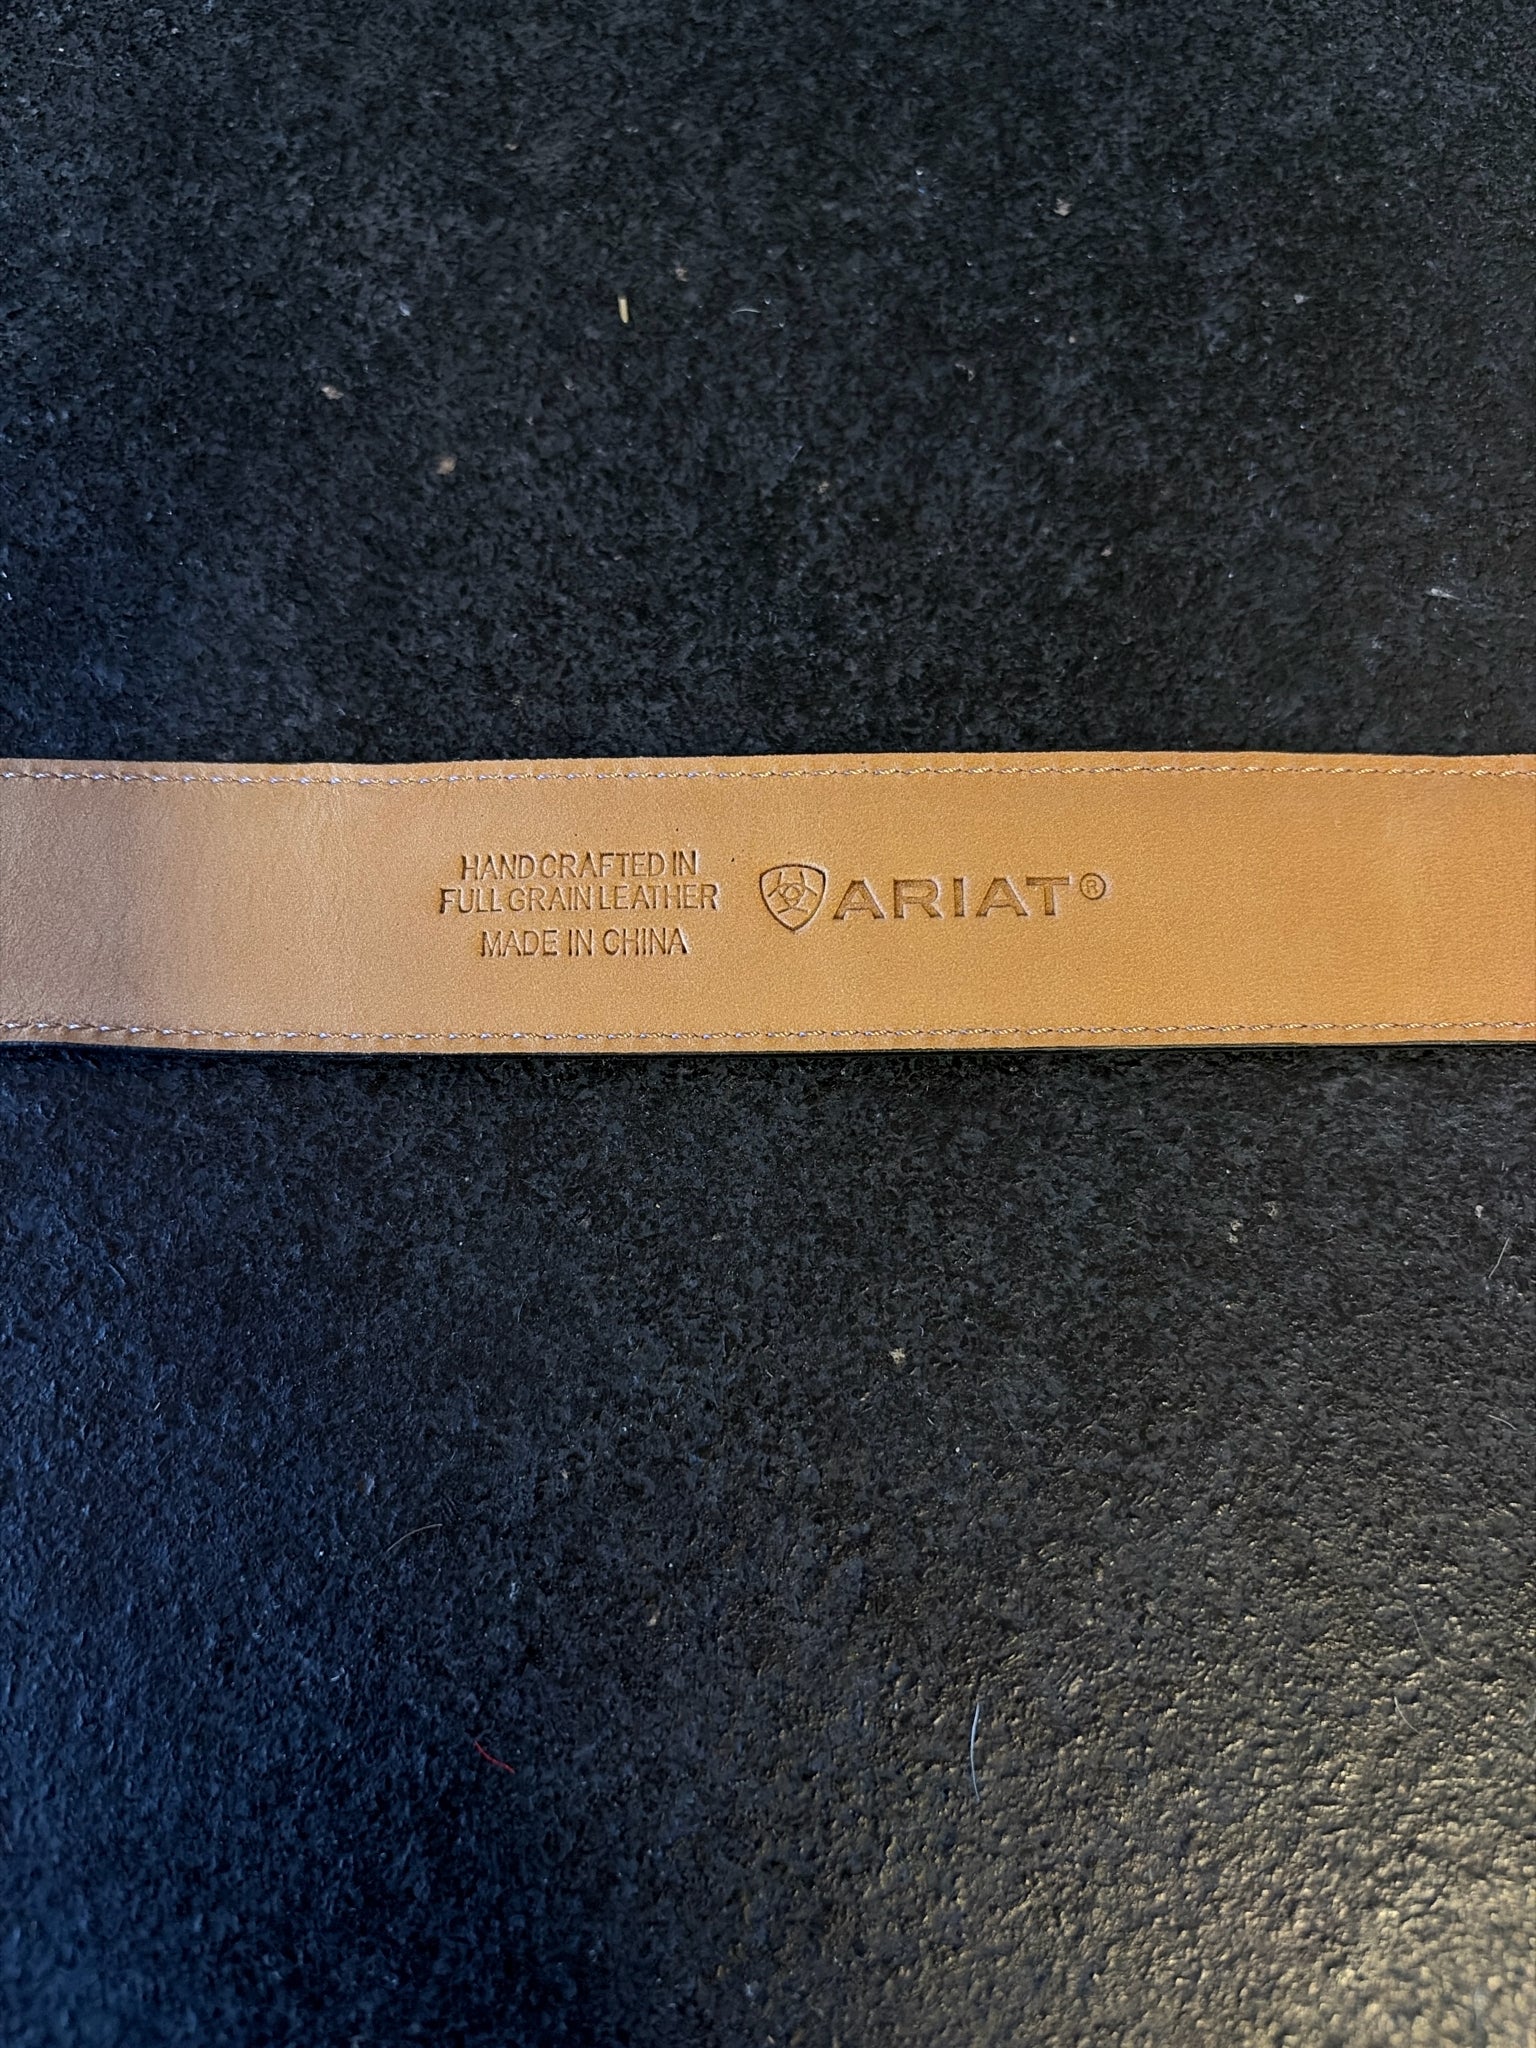 HANDCRAFTED IN
FULL GRAIN LEATHER
MADE IN CHINA
ARIAT®